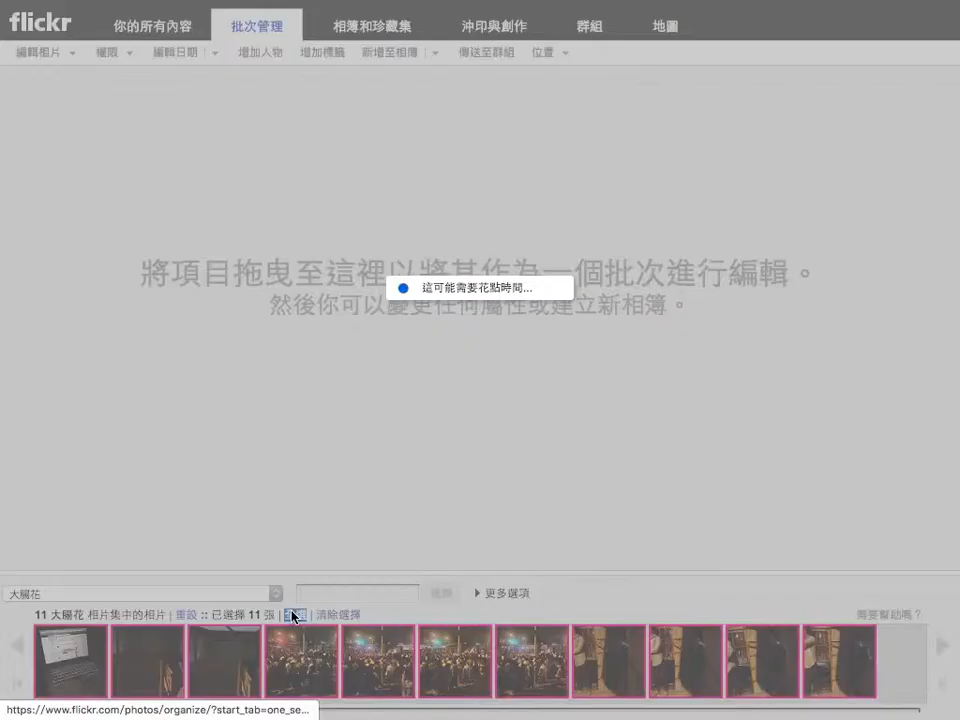 flickr
你的所有內容
批次管理
相簿和珍藏集
沖印與創作
群組
地圖
編輯相片
權限
編輯日期
增加人物
增加標籤
新增至相簿
傳送至群組
位置
將項目拖曳至這裡以將其作為一個批次進行編輯。
這可能需要花點時間...
然後你可以變更任何屬性或建立新相簿。
大腸花
更多選項
11 大腸花 相片集中的相片 | 重設 :: 已選擇 11 張 | | 清除選擇
需要幫助嗎？
https://www.flickr.com/photos/organize/?start_tab=one_se...